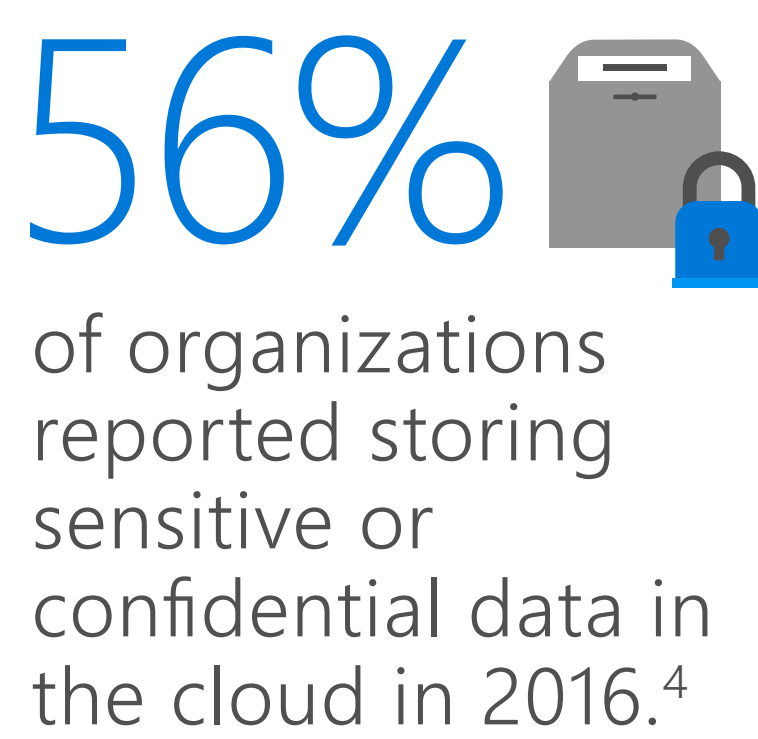 56%
of organizations
reported storing
sensitive or
confidential data in
the cloud in 2016.⁴